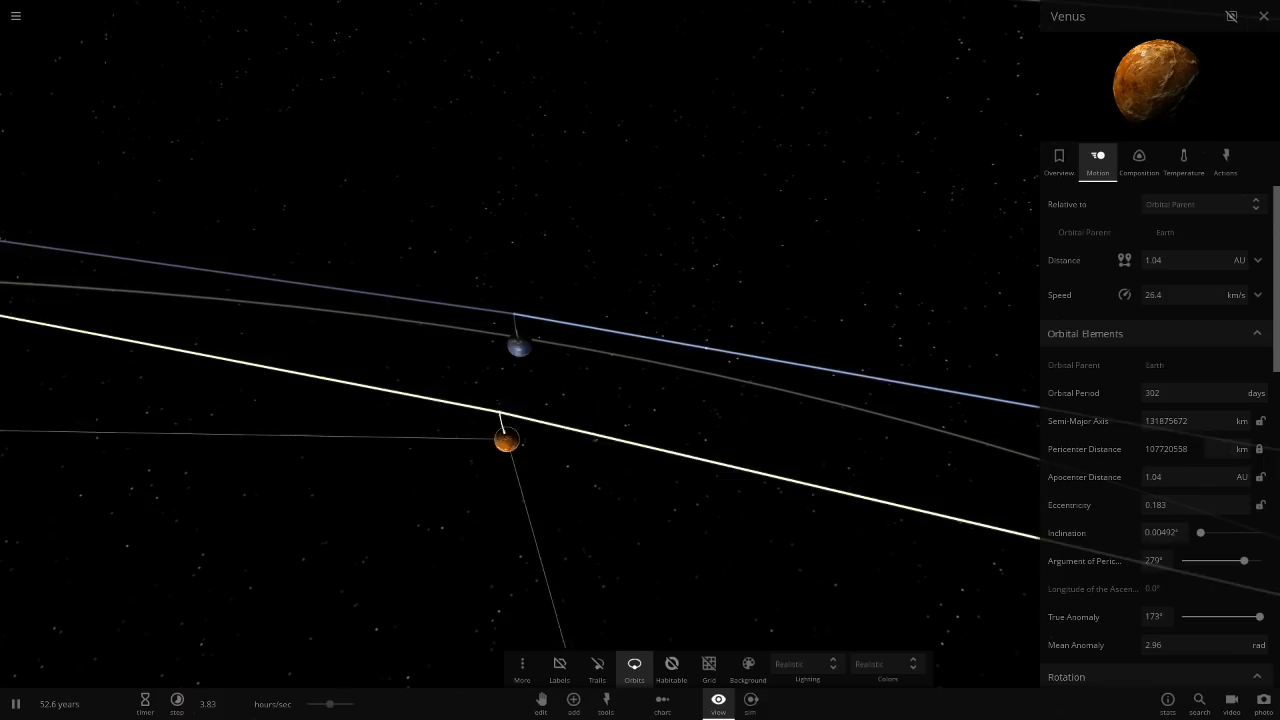 Venus
Overview Motion Composition Temperature Actions
Relative to Orbital Parent
Orbital Parent Earth
Distance 1.04 AU
Speed 26.4 km/s
Orbital Elements
Orbital Parent Earth
Orbital Period 302 days
Semi-Major Axis 131875672 km
Pericenter Distance 107720558 km
Apocenter Distance 1.04 AU
Eccentricity 0.183
Inclination 0.00492°
Argument of Peric... 279°
Longitude of the Ascen... 0.0°
True Anomaly 173°
Mean Anomaly 2.96 rad
Rotation
More Labels Trails Orbits Habitable Grid Background Realistic Lighting Realistic Colors
52.6 years timer step 3.83 hours/sec edit add tools chart view sim stats search video photo